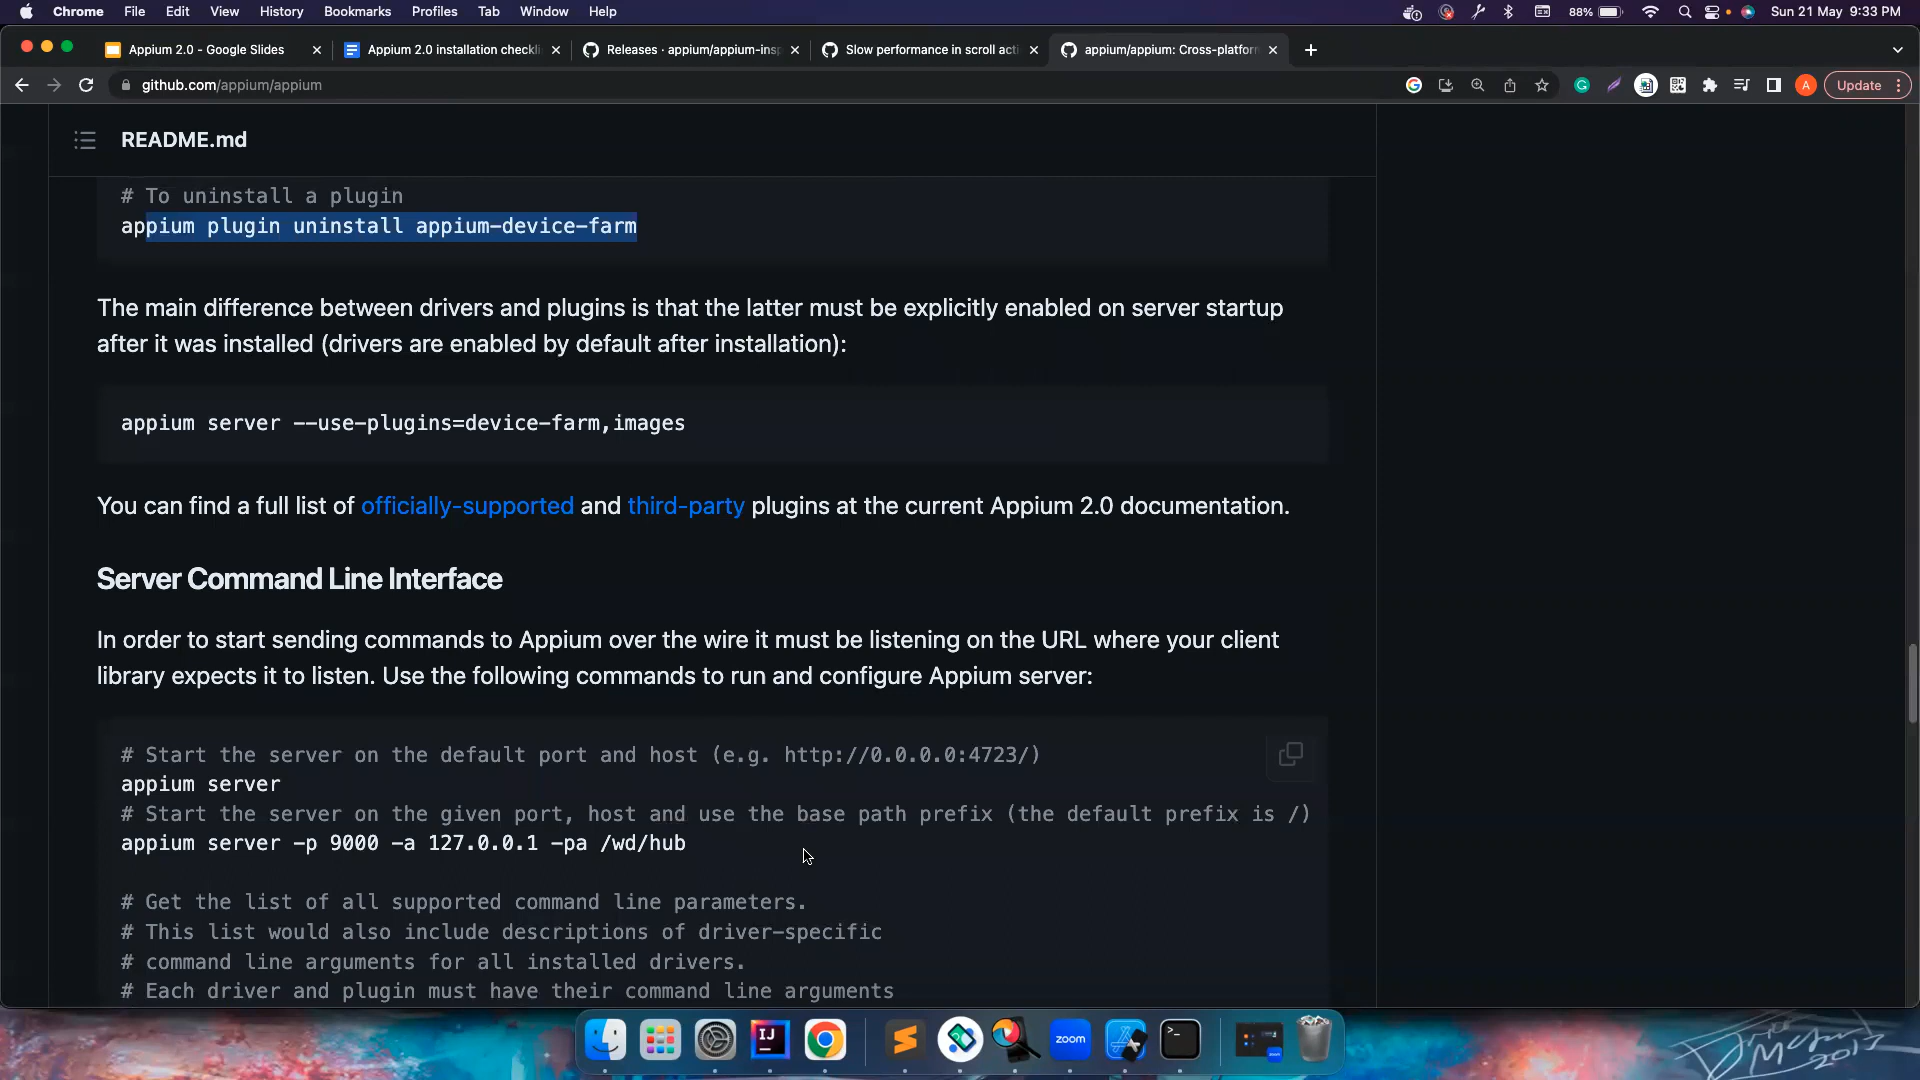 Chrome File Edit View History Bookmarks Profiles Tab Window Help 88% Sun 21 May 9:33 PM
Appium 2.0 - Google Slides Appium 2.0 installation checkli Releases · appium/appium-insp Slow performance in scroll acti appium/appium: Cross-platfor
github.com/appium/appium A Update
README.md
# To uninstall a plugin
appium plugin uninstall appium-device-farm
The main difference between drivers and plugins is that the latter must be explicitly enabled on server startup
after it was installed (drivers are enabled by default after installation):
appium server --use-plugins=device-farm,images
You can find a full list of officially-supported and third-party plugins at the current Appium 2.0 documentation.
Server Command Line Interface
In order to start sending commands to Appium over the wire it must be listening on the URL where your client
library expects it to listen. Use the following commands to run and configure Appium server:
# Start the server on the default port and host (e.g. http://0.0.0.0:4723/)
appium server
# Start the server on the given port, host and use the base path prefix (the default prefix is /)
appium server -p 9000 -a 127.0.0.1 -pa /wd/hub
# Get the list of all supported command line parameters.
# This list would also include descriptions of driver-specific
# command line arguments for all installed drivers.
# Each driver and plugin must have their command line arguments
IJ zoom
2017